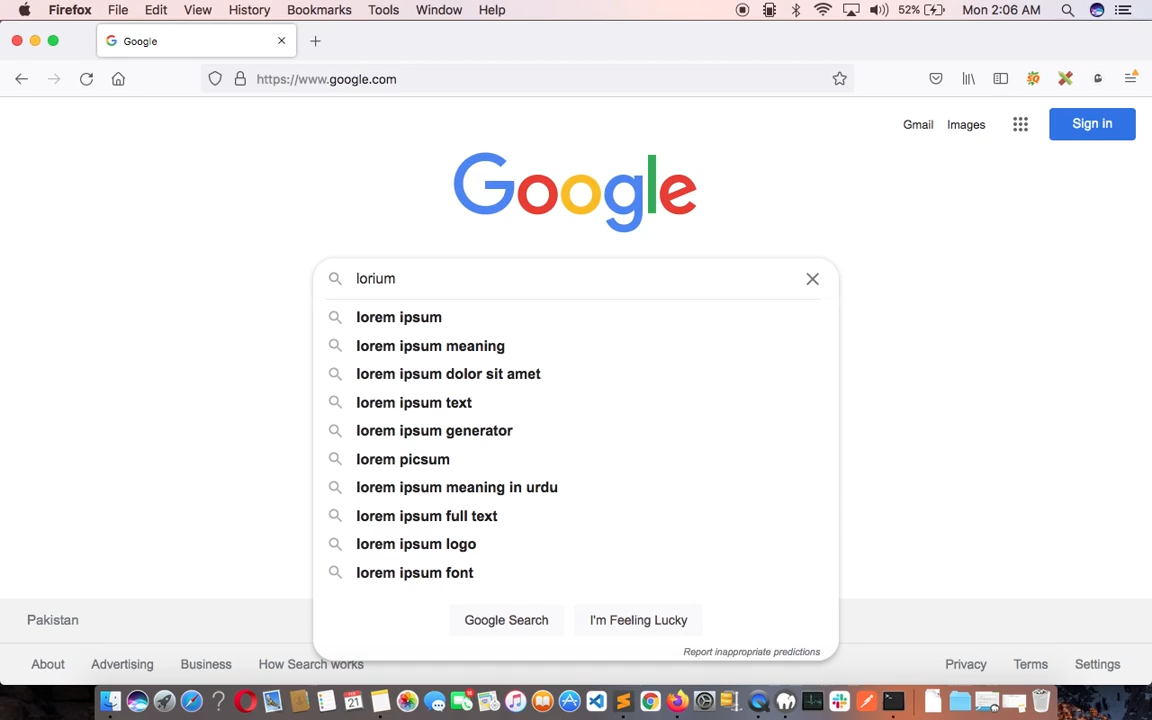 Firefox File Edit View History Bookmarks Tools Window Help 52% Mon 2:06 AM
Google
https://www.google.com
Gmail Images Sign in
Google
lorium
lorem ipsum
lorem ipsum meaning
lorem ipsum dolor sit amet
lorem ipsum text
lorem ipsum generator
lorem picsum
lorem ipsum meaning in urdu
lorem ipsum full text
lorem ipsum logo
lorem ipsum font
Google Search I'm Feeling Lucky
Report inappropriate predictions
Pakistan
About Advertising Business How Search works Privacy Terms Settings
21